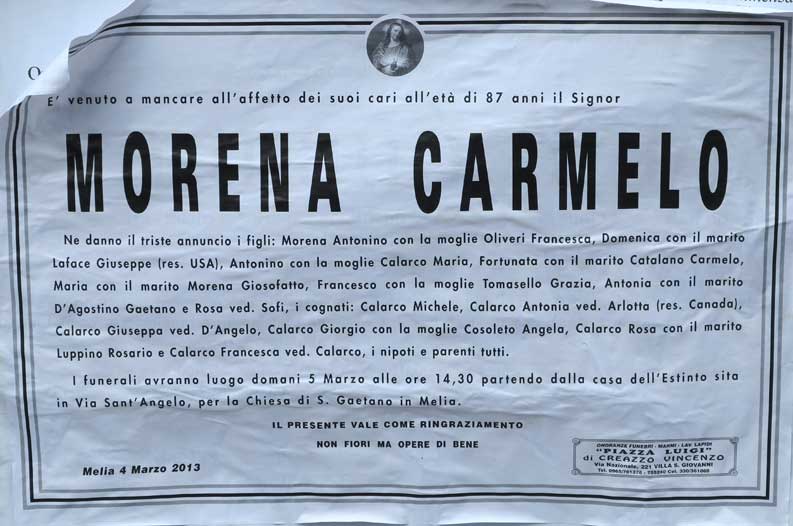 E' venuto a mancare all'affetto dei suoi cari all'età di 87 anni il Signor
MORENA CARMELO
Ne danno il triste annuncio i figli: Morena Antonino con la moglie Oliveri Francesca, Domenica con il marito
Laface Giuseppe (res. USA), Antonino con la moglie Calarco Maria, Fortunata con il marito Catalano Carmelo,
Maria con il marito Morena Giosofatto, Francesco con la moglie Tomasello Grazia, Antonia con il marito
D'Agostino Gaetano e Rosa ved. Sofi, i cognati: Calarco Michele, Calarco Antonia ved. Arlotta (res. Canada),
Calarco Giuseppa ved. D'Angelo, Calarco Giorgio con la moglie Cosoleto Angela, Calarco Rosa con il marito
Luppino Rosario e Calarco Francesca ved. Calarco, i nipoti e parenti tutti.
I funerali avranno luogo domani 5 Marzo alle ore 14,30 partendo dalla casa dell'Estinto sita
in Via Sant'Angelo, per la Chiesa di S. Gaetano in Melia.
IL PRESENTE VALE COME RINGRAZIAMENTO
NON FIORI MA OPERE DI BENE
Melia 4 Marzo 2013
ONORANZE FUNEBRI - MARMI - LAV. LAPIDI
"PIAZZA LUIGI"
di CREAZZO VINCENZO
Via Nazionale, 221 VILLA S. GIOVANNI